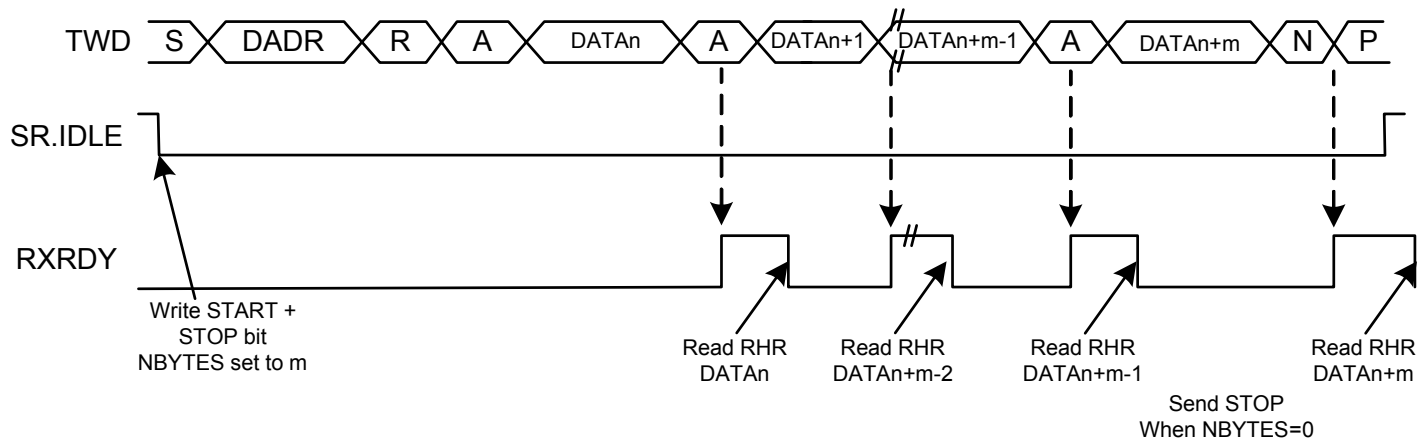 TWD S DADR R A DATAn A DATAn+1 DATAn+m-1 A DATAn+m N P
SR.IDLE
RXRDY
Write START +
STOP bit
NBYTES set to m
Read RHR
DATAn
Read RHR
DATAn+m-2
Read RHR
DATAn+m-1
Read RHR
DATAn+m
Send STOP
When NBYTES=0